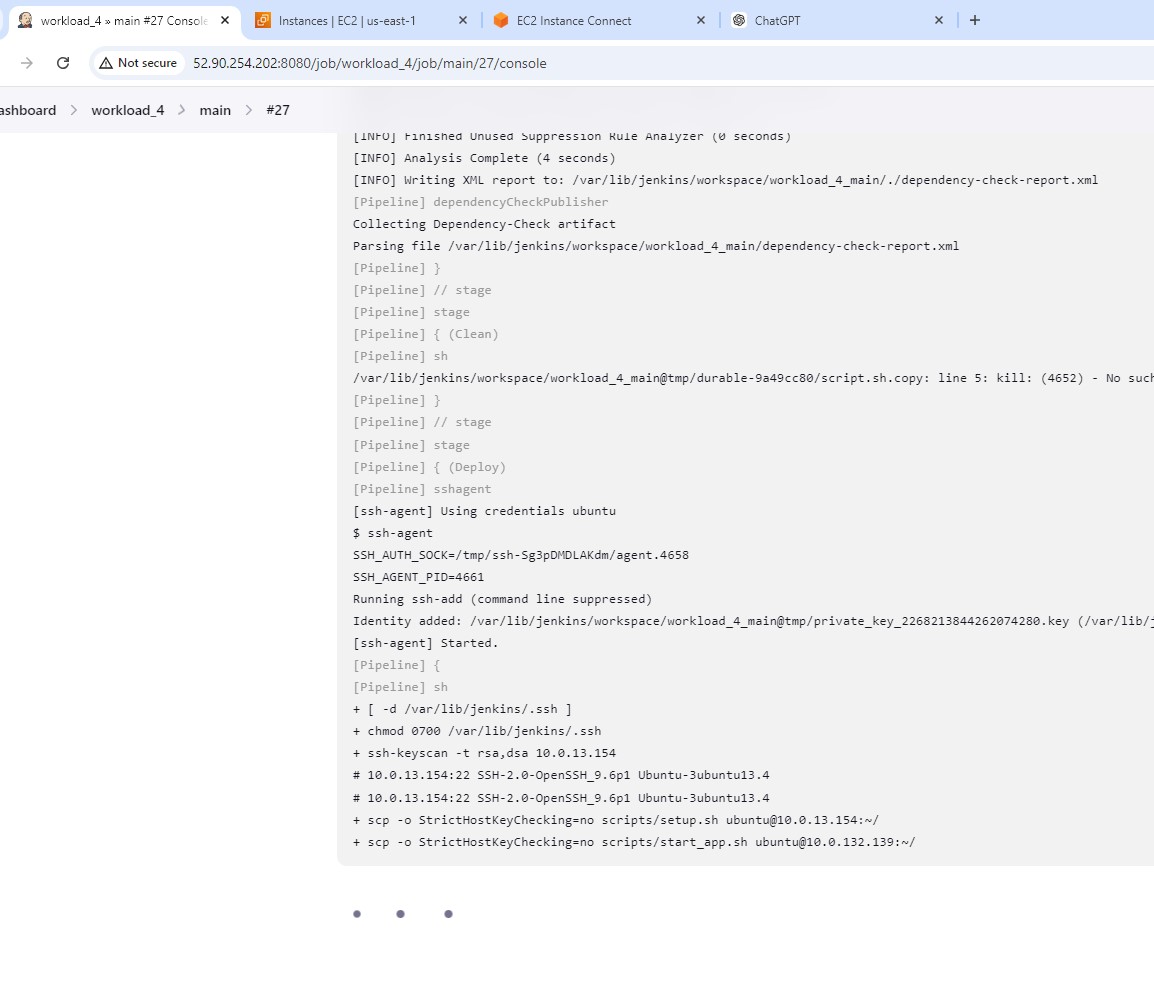 workload_4 » main #27 Console
Instances | EC2 | us-east-1
EC2 Instance Connect
ChatGPT
Not secure
52.90.254.202:8080/job/workload_4/job/main/27/console
ashboard
workload_4
main
#27
[INFO] Finished Unused Suppression Rule Analyzer (0 seconds)
[INFO] Analysis Complete (4 seconds)
[INFO] Writing XML report to: /var/lib/jenkins/workspace/workload_4_main/./dependency-check-report.xml
[Pipeline] dependencyCheckPublisher
Collecting Dependency-Check artifact
Parsing file /var/lib/jenkins/workspace/workload_4_main/dependency-check-report.xml
[Pipeline] }
[Pipeline] // stage
[Pipeline] stage
[Pipeline] { (Clean)
[Pipeline] sh
/var/lib/jenkins/workspace/workload_4_main@tmp/durable-9a49cc80/script.sh.copy: line 5: kill: (4652) - No such
[Pipeline] }
[Pipeline] // stage
[Pipeline] stage
[Pipeline] { (Deploy)
[Pipeline] sshagent
[ssh-agent] Using credentials ubuntu
$ ssh-agent
SSH_AUTH_SOCK=/tmp/ssh-Sg3pDMDLAKdm/agent.4658
SSH_AGENT_PID=4661
Running ssh-add (command line suppressed)
Identity added: /var/lib/jenkins/workspace/workload_4_main@tmp/private_key_2268213844262074280.key (/var/lib/j
[ssh-agent] Started.
[Pipeline] {
[Pipeline] sh
+ [ -d /var/lib/jenkins/.ssh ]
+ chmod 0700 /var/lib/jenkins/.ssh
+ ssh-keyscan -t rsa,dsa 10.0.13.154
# 10.0.13.154:22 SSH-2.0-OpenSSH_9.6p1 Ubuntu-3ubuntu13.4
# 10.0.13.154:22 SSH-2.0-OpenSSH_9.6p1 Ubuntu-3ubuntu13.4
+ scp -o StrictHostKeyChecking=no scripts/setup.sh ubuntu@10.0.13.154:~/
+ scp -o StrictHostKeyChecking=no scripts/start_app.sh ubuntu@10.0.132.139:~/